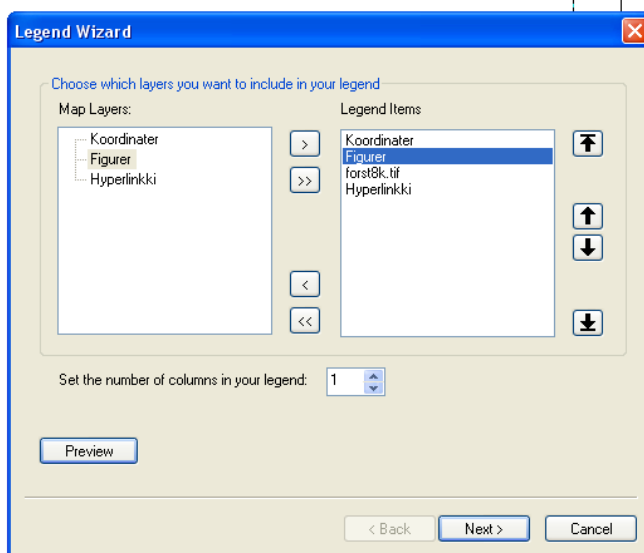 Legend Wizard
Choose which layers you want to include in your legend
Map Layers:
Legend Items
Koordinater
Figurer
Hyperlinkki
>
>>
<
<<
Koordinater
Figurer
forst8k.tif
Hyperlinkki
Set the number of columns in your legend: 1
Preview
< Back
Next >
Cancel